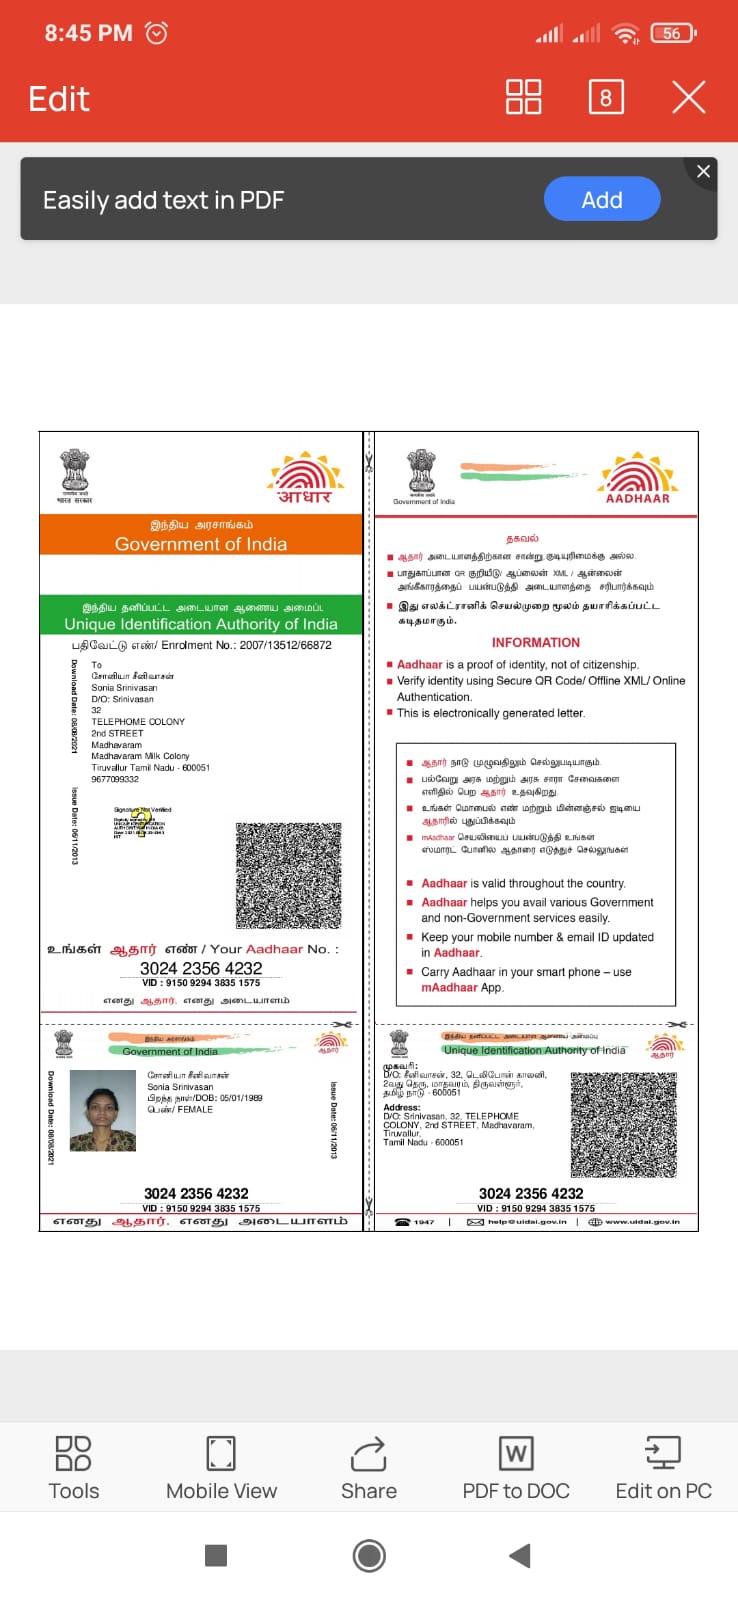 8:45 PM
56
Edit
8
Easily add text in PDF
Add
भारत सरकार
आधार
Government of India
AADHAAR
இந்திய அரசாங்கம்
Government of India
இந்திய தனிப்பட்ட அடையாள ஆணைய அமைப்பு
Unique Identification Authority of India
பதிவேட்டு எண்/ Enrolment No.: 2007/13512/66872
Download Date: 08/08/2021
Issue Date: 06/11/2013
To
சோனியா சீனிவாசன்
Sonia Srinivasan
D/O: Srinivasan
32
TELEPHOME COLONY
2nd STREET
Madhavaram
Madhavaram Milk Colony
Tiruvallur Tamil Nadu - 600051
9677099332
Signature Not Verified
உங்கள் ஆதார் எண் / Your Aadhaar No. :
3024 2356 4232
VID : 9150 9294 3835 1575
எனது ஆதார், எனது அடையாளம்
தகவல்
ஆதார் அடையாளத்திற்கான சான்று, குடியுரிமைக்கு அல்ல.
பாதுகாப்பான QR குறியீடு/ ஆப்லைன் XML / ஆன்லைன்
அங்கீகாரத்தைப் பயன்படுத்தி அடையாளத்தை சரிபார்க்கவும்
இது எலக்ட்ரானிக் செயல்முறை மூலம் தயாரிக்கப்பட்ட
கடிதமாகும்.
INFORMATION
Aadhaar is a proof of identity, not of citizenship.
Verify identity using Secure QR Code/ Offline XML/ Online
Authentication.
This is electronically generated letter.
ஆதார் நாடு முழுவதிலும் செல்லுபடியாகும்.
பல்வேறு அரசு மற்றும் அரசு சாரா சேவைகளை
எளிதில் பெற ஆதார் உதவுகிறது.
உங்கள் மொபைல் எண் மற்றும் மின்னஞ்சல் ஐடியை
ஆதாரில் புதுப்பிக்கவும்
mAadhaar செயலியைப் பயன்படுத்தி உங்கள்
ஸ்மார்ட் போனில் ஆதாரை எடுத்துச் செல்லுங்கள்
Aadhaar is valid throughout the country.
Aadhaar helps you avail various Government
and non-Government services easily.
Keep your mobile number & email ID updated
in Aadhaar.
Carry Aadhaar in your smart phone – use
mAadhaar App.
இந்திய அரசாங்கம்
Government of India
ஆதார்
Download Date: 08/08/2021
சோனியா சீனிவாசன்
Sonia Srinivasan
பிறந்த நாள்/DOB: 05/01/1989
பெண்/ FEMALE
Issue Date: 06/11/2013
3024 2356 4232
VID : 9150 9294 3835 1575
எனது ஆதார், எனது அடையாளம்
இந்திய தனிப்பட்ட அடையாள ஆணைய அமைப்பு
Unique Identification Authority of India
ஆதார்
முகவரி:
D/O: சீனிவாசன், 32, டெலிபோன் காலனி,
2வது தெரு, மாதவரம், திருவள்ளூர்,
தமிழ் நாடு - 600051
Address:
D/O: Srinivasan, 32, TELEPHOME
COLONY, 2nd STREET, Madhavaram,
Tiruvallur,
Tamil Nadu - 600051
3024 2356 4232
VID : 9150 9294 3835 1575
1947 | help@uidai.gov.in | www.uidai.gov.in
Tools
Mobile View
Share
W
PDF to DOC
Edit on PC